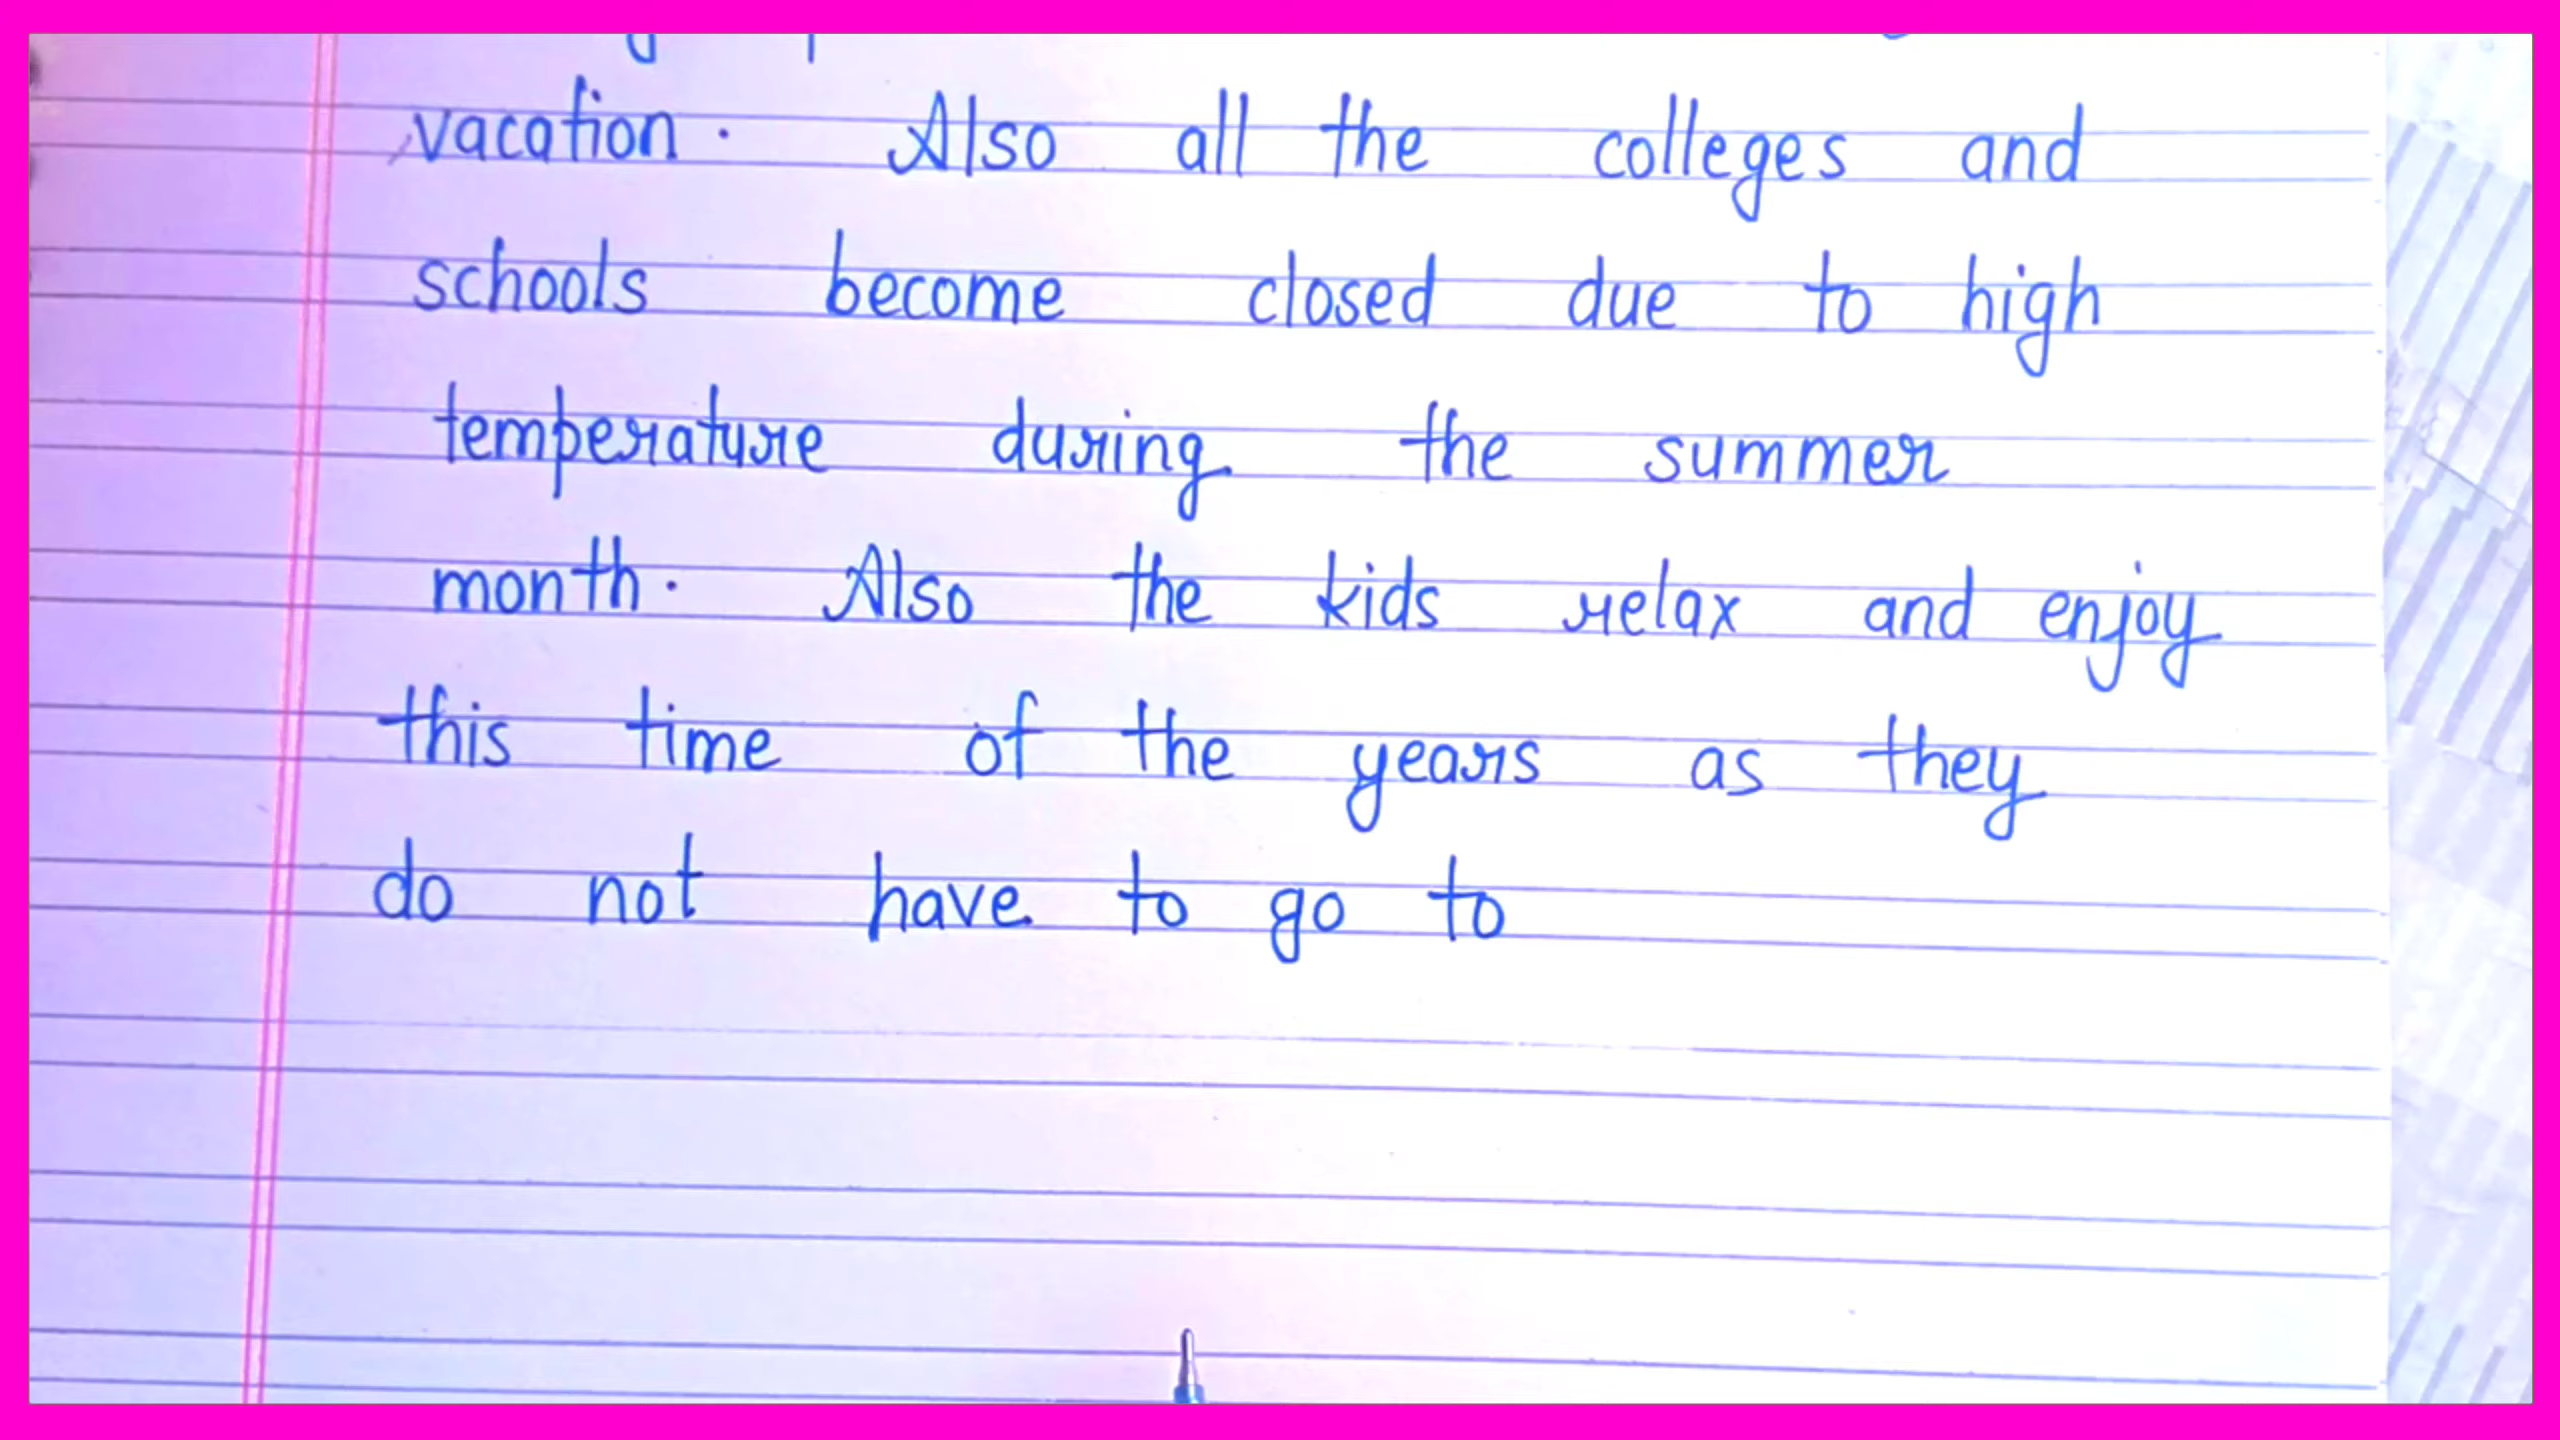 vacation. Also all the colleges and
schools become closed due to high
temperature during the summer
month. Also the kids relax and enjoy
this time of the years as they
do not have to go to